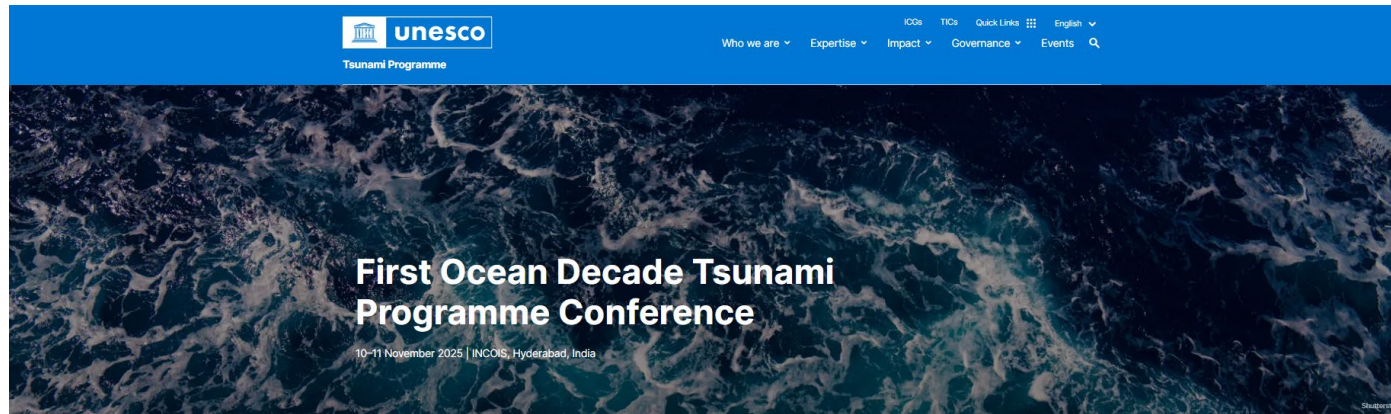 unesco
Tsunami Programme
ICGs TICs Quick Links English
Who we are Expertise Impact Governance Events
First Ocean Decade Tsunami
Programme Conference
10-11 November 2025 | INCOIS, Hyderabad, India